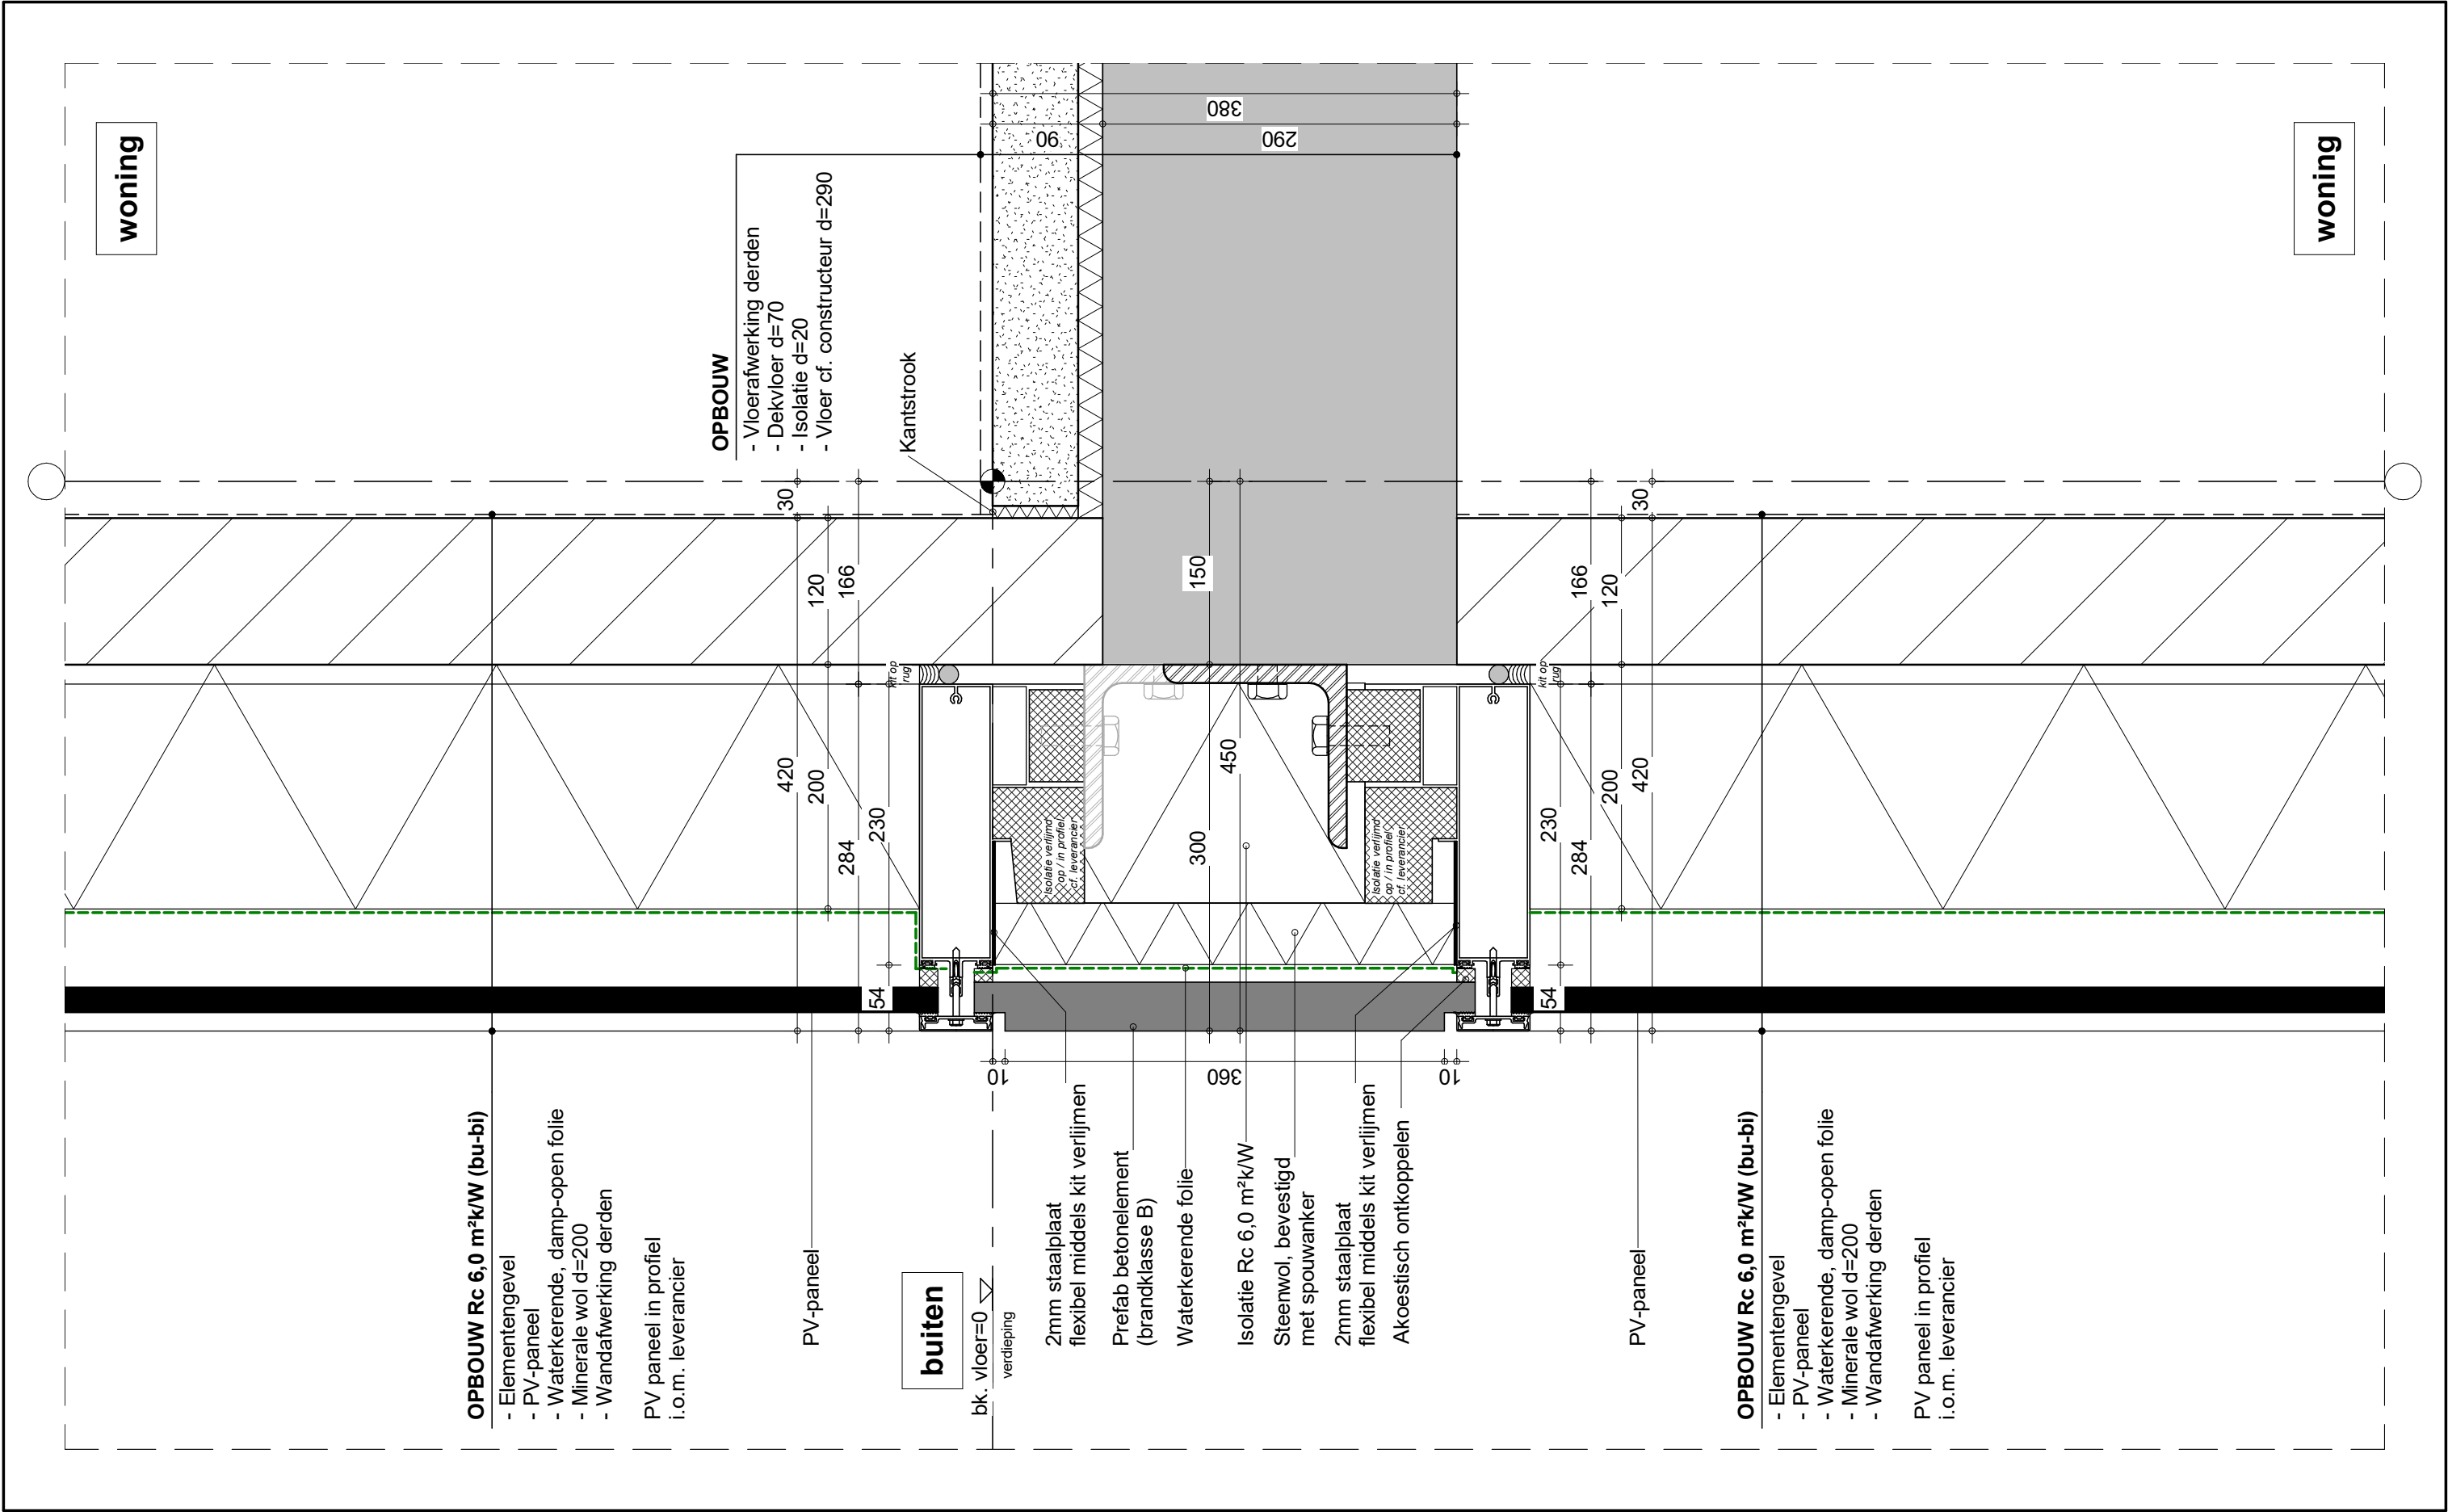 woning
OPBOUW
- Vloerafwerking derden
- Dekvloer d=70
- Isolatie d=20
- Vloer cf. constructeur d=290
Kantstrook
90
380
290
30
120
166
420
200
284
230
54
kit op
rug
150
450
300
Isolatie verlijmd
op / in profiel
cf. leverancier
Isolatie verlijmd
op / in profiel
cf. leverancier
kit op
rug
30
166
120
200
420
230
284
54
10
360
10
OPBOUW Rc 6,0 m²k/W (bu-bi)
- Elementengevel
- PV-paneel
- Waterkerende, damp-open folie
- Minerale wol d=200
- Wandafwerking derden
PV paneel in profiel
i.o.m. leverancier
PV-paneel
buiten
bk. vloer=0
verdieping
2mm staalplaat
flexibel middels kit verlijmen
Prefab betonelement
(brandklasse B)
Waterkerende folie
Isolatie Rc 6,0 m²k/W
Steenwol, bevestigd
met spouwanker
2mm staalplaat
flexibel middels kit verlijmen
Akoestisch ontkoppelen
PV-paneel
OPBOUW Rc 6,0 m²k/W (bu-bi)
- Elementengevel
- PV-paneel
- Waterkerende, damp-open folie
- Minerale wol d=200
- Wandafwerking derden
PV paneel in profiel
i.o.m. leverancier
woning